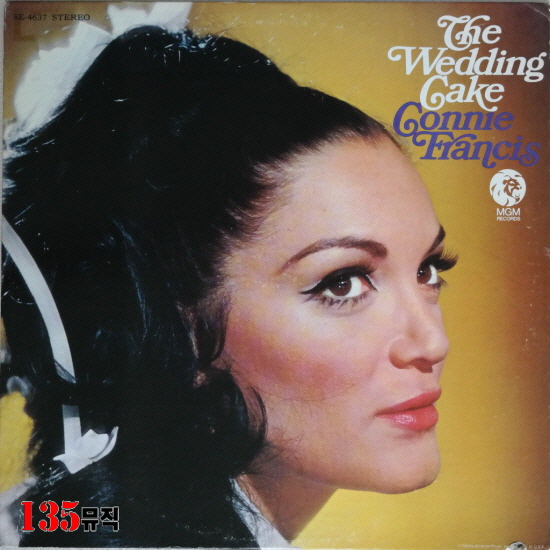 SE-4637 STEREO
The
Wedding
Cake
Connie
Francis
MGM
RECORDS
135뮤직